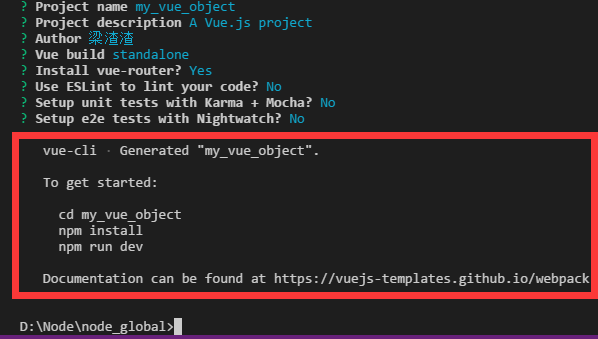 ? Project name my_vue_object
? Project description A Vue.js project
? Author 梁渣渣
? Vue build standalone
? Install vue-router? Yes
? Use ESLint to lint your code? No
? Setup unit tests with Karma + Mocha? No
? Setup e2e tests with Nightwatch? No
vue-cli · Generated "my_vue_object".
To get started:
cd my_vue_object
npm install
npm run dev
Documentation can be found at https://vuejs-templates.github.io/webpack
D:\Node\node_global>